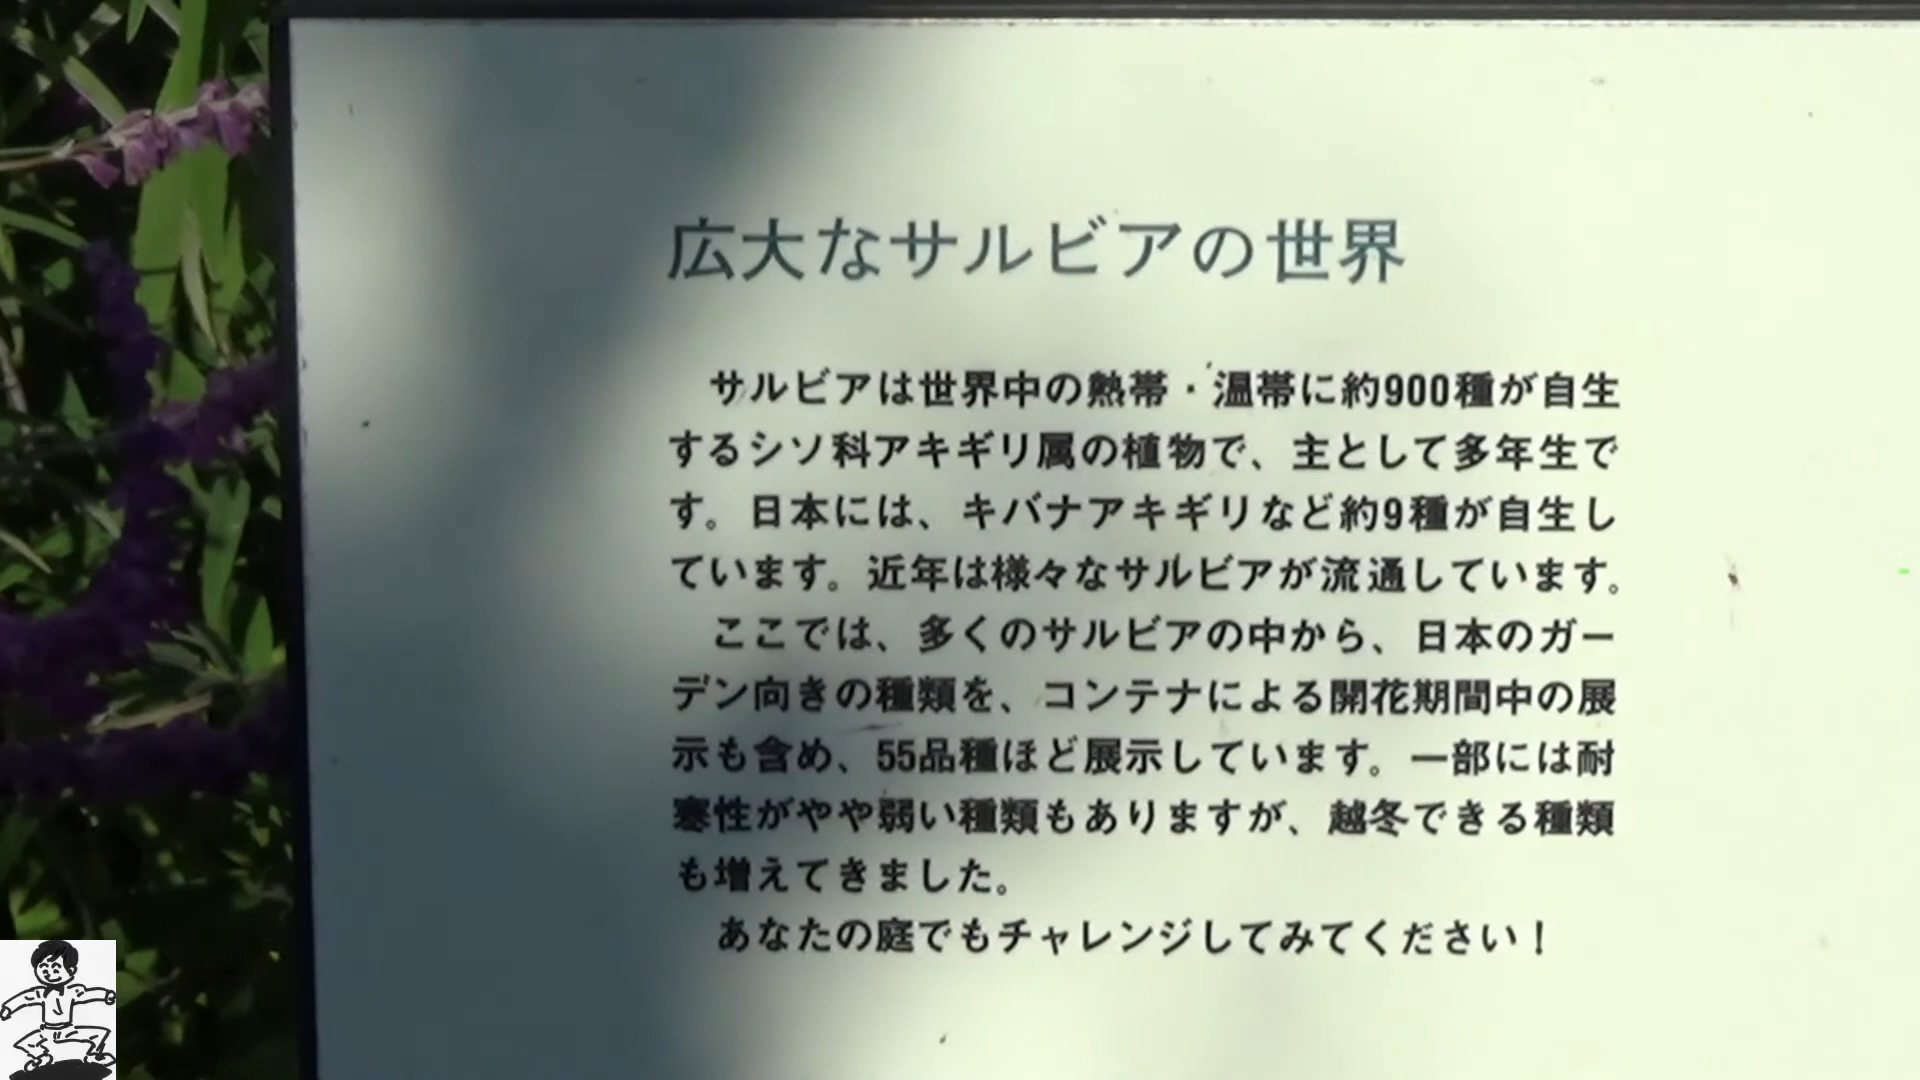 広大なサルビアの世界
サルビアは世界中の熱帯・温帯に約900種が自生
するシソ科アキギリ属の植物で、主として多年生で
す。日本には、キバナアキギリなど約9種が自生し
ています。近年は様々なサルビアが流通しています。
ここでは、多くのサルビアの中から、日本のガー
デン向きの種類を、コンテナによる開花期間中の展
示も含め、55品種ほど展示しています。一部には耐
寒性がやや弱い種類もありますが、越冬できる種類
も増えてきました。
あなたの庭でもチャレンジしてみてください！